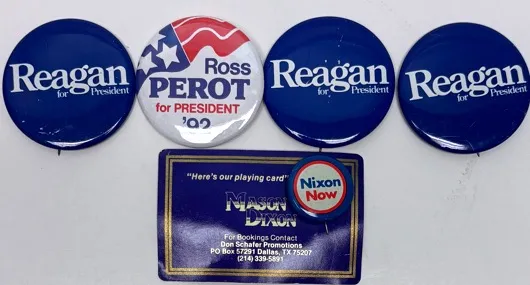 Reagan
for President
Ross
PEROT
for PRESIDENT
'92
Reagan
for President
Reagan
for President
"Here's our playing card"
MASON
DIXON
For Bookings Contact
Don Schafer Promotions
PO Box 57291 Dallas, TX 75207
(214) 339-5891
Nixon
Now